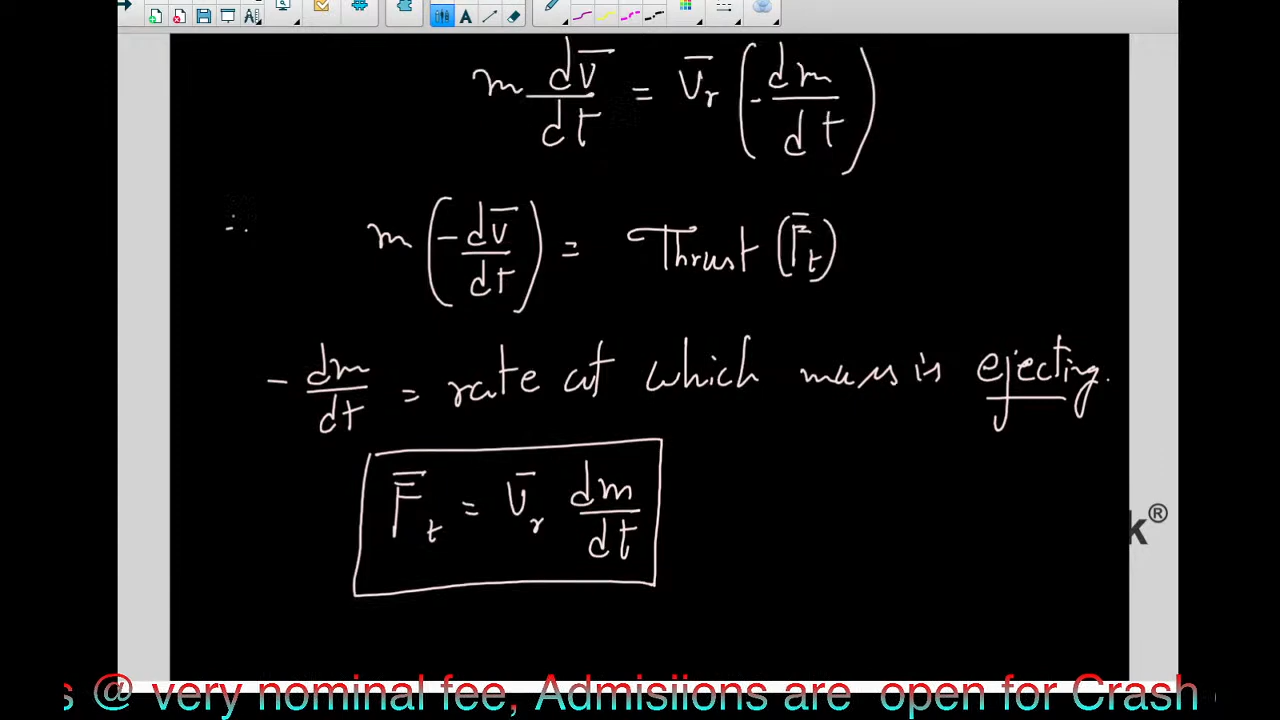 m dv̅/dt = v̅r (-dm/dt)
∴ m (-dv̅/dt) = Thrust (F̅t)
- dm/dt = rate at which mass is ejecting.
F̅t = v̅r dm/dt
k®
s @ very nominal fee, Admisiions are open for Crash